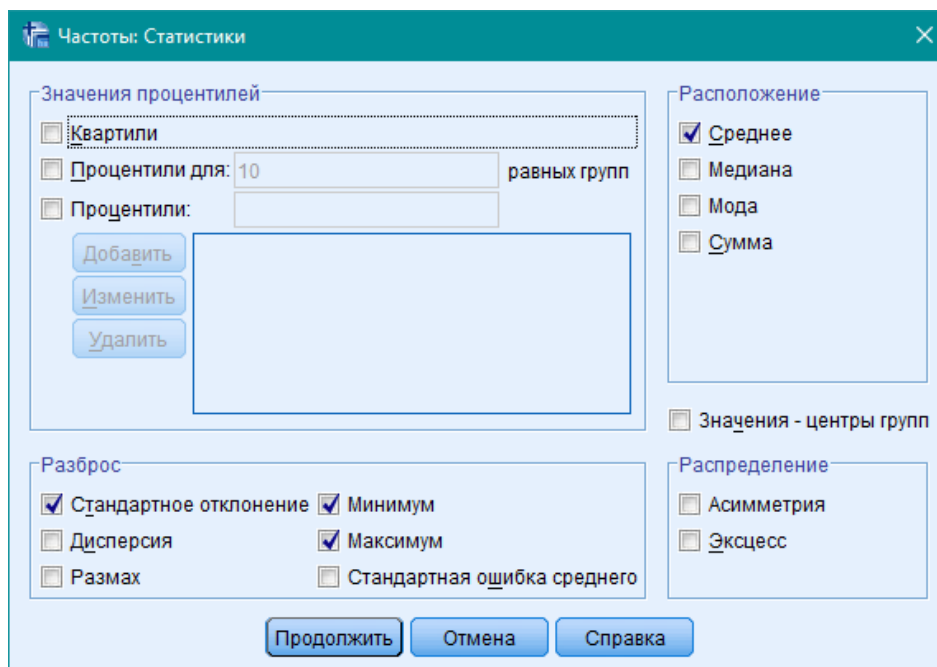 Частоты: Статистики
Значения процентилей
Квартили
Процентили для: 10 равных групп
Процентили:
Добавить
Изменить
Удалить
Расположение
Среднее
Медиана
Мода
Сумма
Значения - центры групп
Разброс
Стандартное отклонение Минимум
Дисперсия Максимум
Размах Стандартная ошибка среднего
Распределение
Асимметрия
Эксцесс
Продолжить Отмена Справка